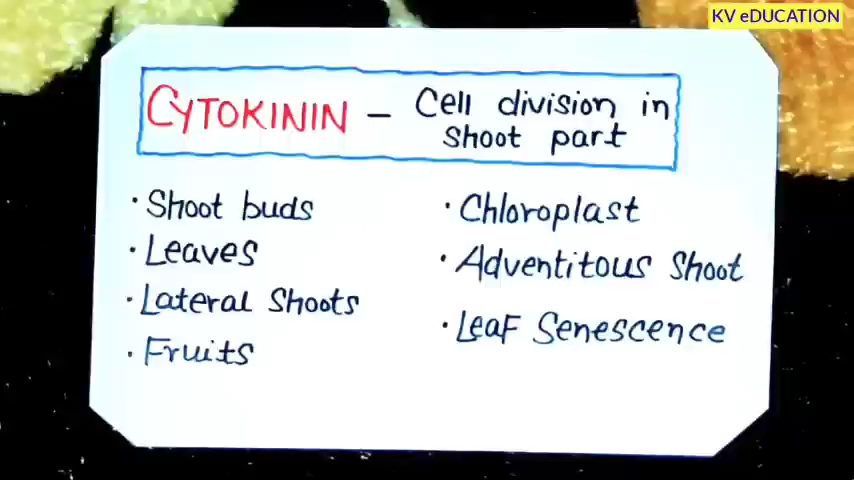 KV eDUCATION
CYTOKININ - Cell division in
shoot part
• Shoot buds
• Leaves
• Lateral Shoots
• Fruits
• Chloroplast
• Adventitous Shoot
• Leaf Senescence